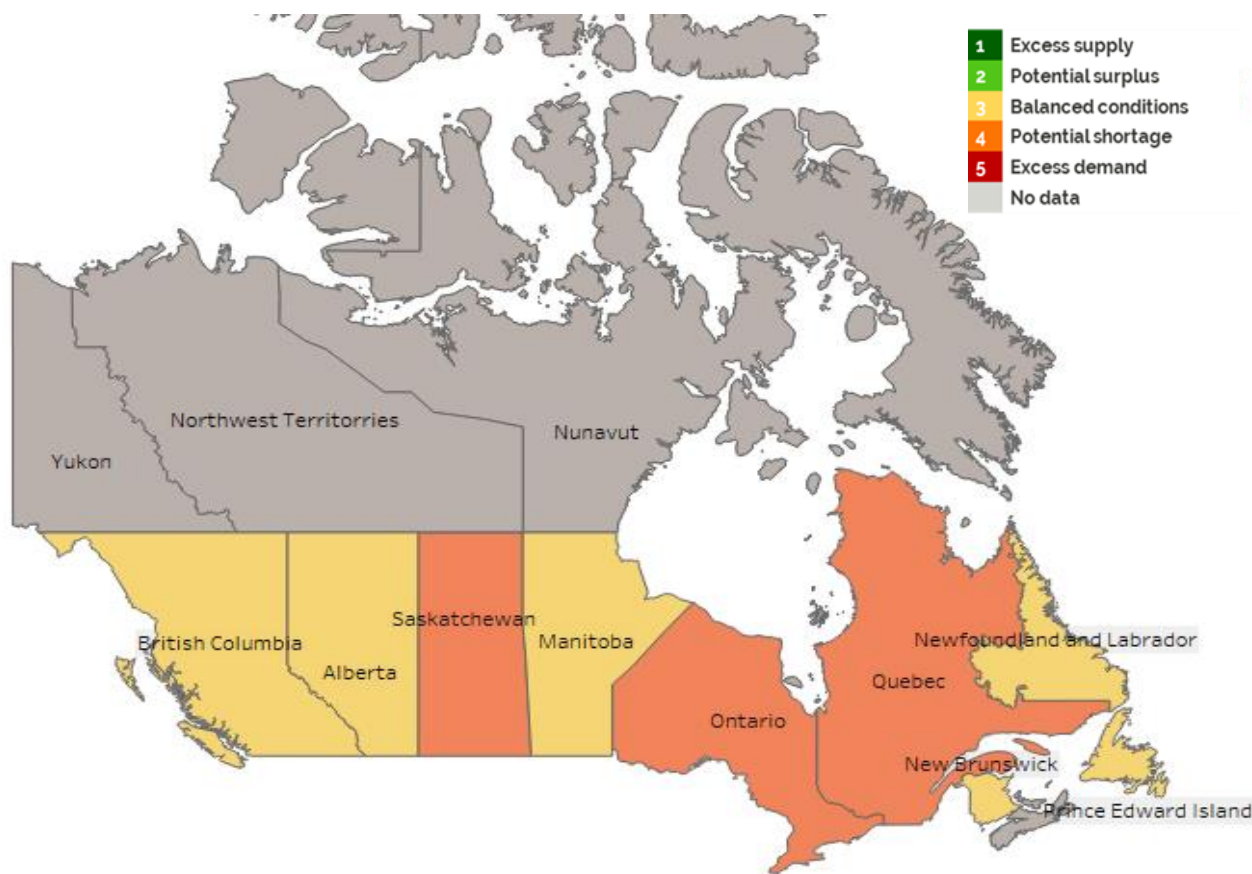 1 Excess supply
2 Potential surplus
3 Balanced conditions
4 Potential shortage
5 Excess demand
No data
Northwest Territorries
Nunavut
Yukon
Saskatchewan
British Columbia
Manitoba
Newfoundland and Labrador
Alberta
Quebec
Ontario
New Brunswick
Prince Edward Island